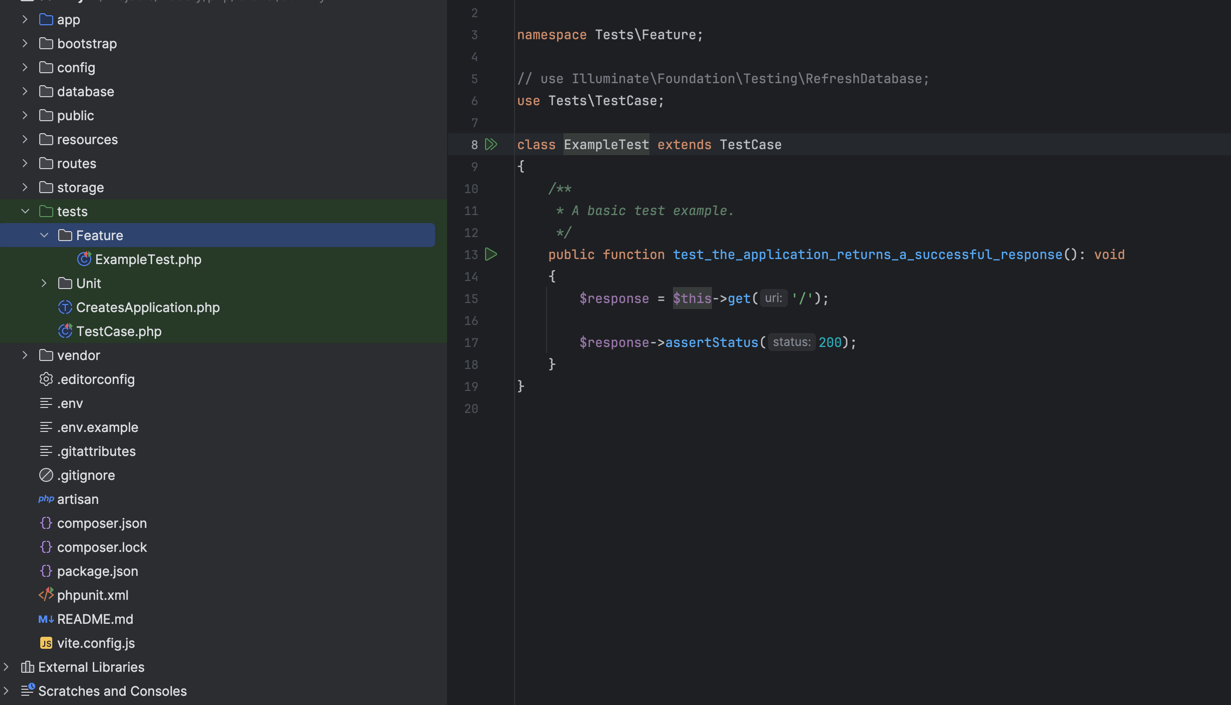 app
bootstrap
config
database
public
resources
routes
storage
tests
Feature
ExampleTest.php
Unit
CreatesApplication.php
TestCase.php
vendor
.editorconfig
.env
.env.example
.gitattributes
.gitignore
php artisan
composer.json
composer.lock
package.json
phpunit.xml
M↓ README.md
JS vite.config.js
External Libraries
Scratches and Consoles
2
3 namespace Tests\Feature;
4
5 // use Illuminate\Foundation\Testing\RefreshDatabase;
6 use Tests\TestCase;
7
8 class ExampleTest extends TestCase
9 {
10 /**
11 * A basic test example.
12 */
13 public function test_the_application_returns_a_successful_response(): void
14 {
15 $response = $this->get( uri: '/');
16
17 $response->assertStatus( status: 200);
18 }
19 }
20